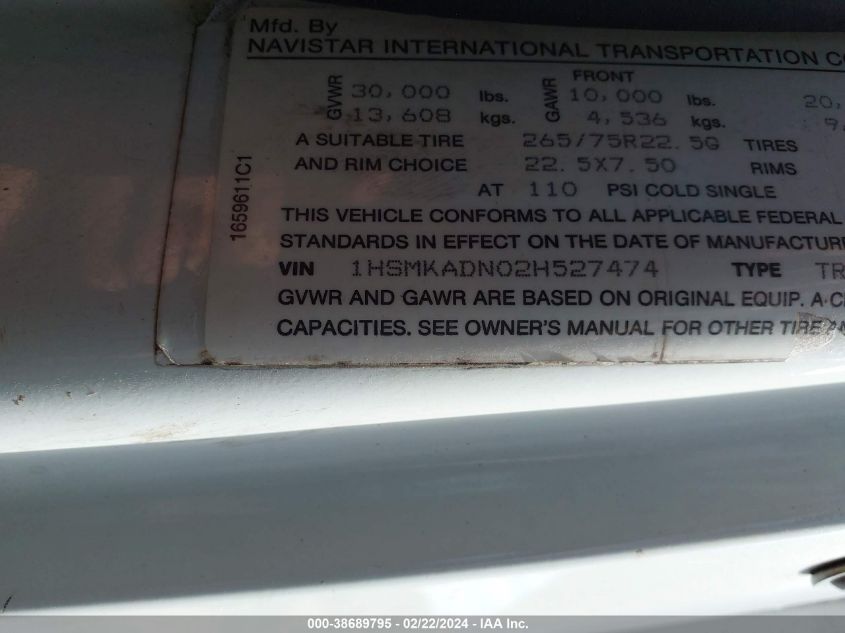 Mfd. By
NAVISTAR INTERNATIONAL TRANSPORTATION
FRONT
GVWR 30,000 lbs. GAWR 10,000 lbs. 20,
13,608 kgs. 4,536 kgs. 9,
A SUITABLE TIRE 265/75R22.5G TIRES
AND RIM CHOICE 22.5X7.50 RIMS
AT 110 PSI COLD SINGLE
THIS VEHICLE CONFORMS TO ALL APPLICABLE FEDERAL
STANDARDS IN EFFECT ON THE DATE OF MANUFACTURE
VIN 1HSMKADN02H527474 TYPE TR
GVWR AND GAWR ARE BASED ON ORIGINAL EQUIP. A
CAPACITIES. SEE OWNER'S MANUAL FOR OTHER TIRE
1659611C1
000-38689795 - 02/22/2024 - IAA Inc.